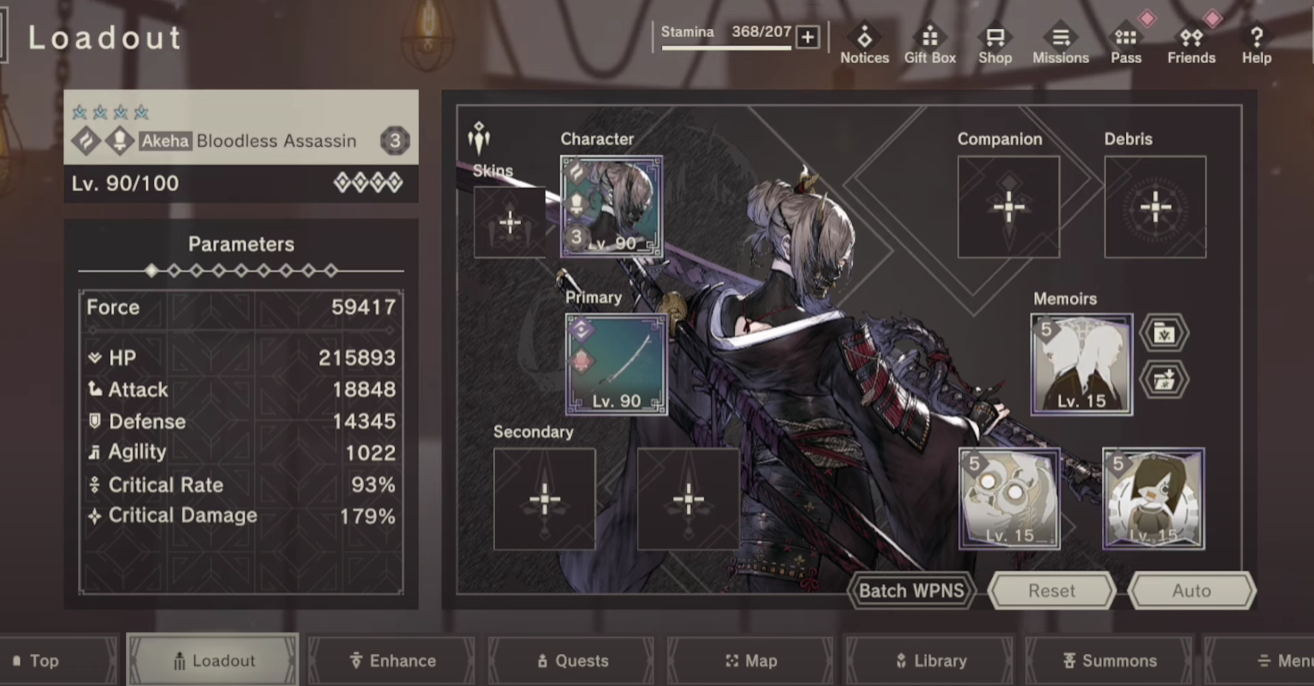 Loadout
Stamina 368/207
Notices
Gift Box
Shop
Missions
Pass
Friends
Help
Akeha Bloodless Assassin 3
Lv. 90/100
Parameters
Force 59417
HP 215893
Attack 18848
Defense 14345
Agility 1022
Critical Rate 93%
Critical Damage 179%
Skins
Character
3 Lv. 90
Primary
Lv. 90
Secondary
Companion
Debris
Memoirs
5
Lv. 15
5
Lv. 15
5
Lv. 15
Batch WPNS
Reset
Auto
Top
Loadout
Enhance
Quests
Map
Library
Summons